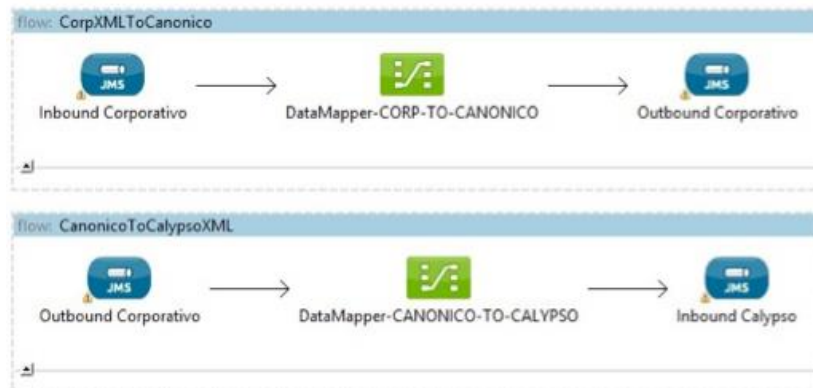 flow: CorpXMLToCanonico
JMS JMS
Inbound Corporativo DataMapper-CORP-TO-CANONICO Outbound Corporativo
flow: CanonicoToCalypsoXML
JMS JMS
Outbound Corporativo DataMapper-CANONICO-TO-CALYPSO Inbound Calypso